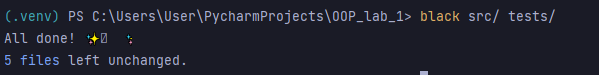 (.venv) PS C:\Users\User\PycharmProjects\OOP_lab_1> black src/ tests/
All done! ✨
5 files left unchanged.